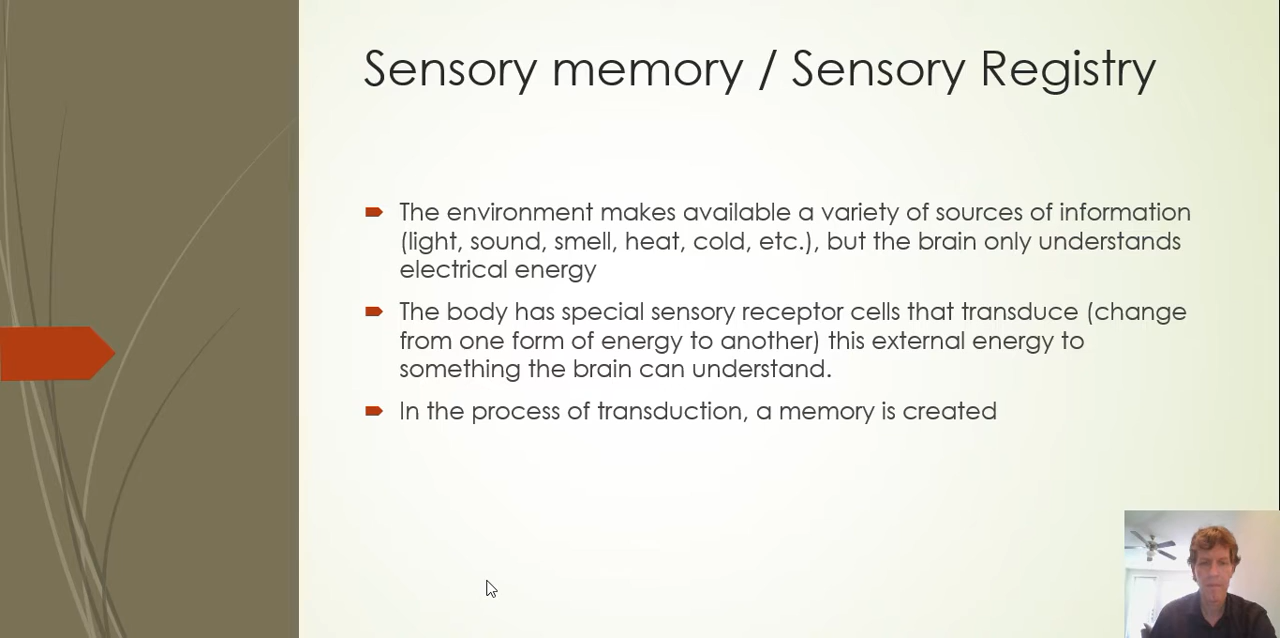 Sensory memory / Sensory Registry
The environment makes available a variety of sources of information
(light, sound, smell, heat, cold, etc.), but the brain only understands
electrical energy
The body has special sensory receptor cells that transduce (change
from one form of energy to another) this external energy to
something the brain can understand.
In the process of transduction, a memory is created